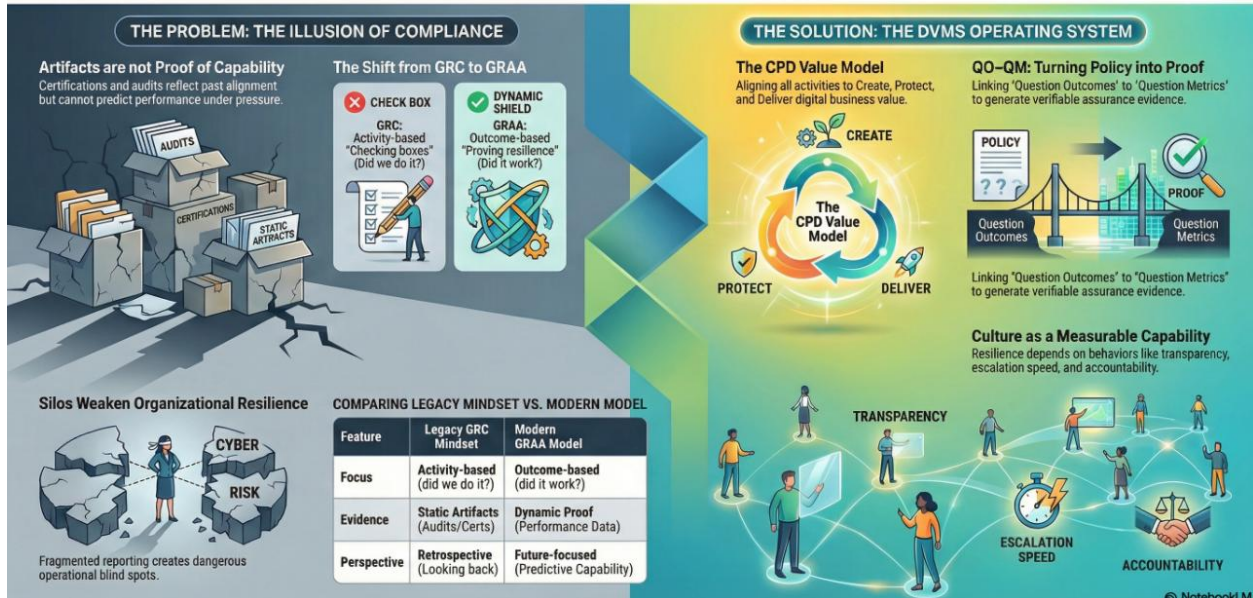 THE PROBLEM: THE ILLUSION OF COMPLIANCE
Artifacts are not Proof of Capability
Certifications and audits reflect past alignment
but cannot predict performance under pressure.
AUDITS
CERTIFICATIONS
STATIC
ARTRACTS
The Shift from GRC to GRAA
CHECK BOX
GRC:
Activity-based
"Checking boxes"
(Did we do it?)
DYNAMIC
SHIELD
GRAA:
Outcome-based
"Proving resilience"
(Did it work?)
Silos Weaken Organizational Resilience
CYBER
RISK
Fragmented reporting creates dangerous
operational blind spots.
COMPARING LEGACY MINDSET VS. MODERN MODEL
Feature
Legacy GRC
Mindset
Modern
GRAA Model
Focus
Activity-based
(did we do it?)
Outcome-based
(did it work?)
Evidence
Static Artifacts
(Audits/Certs)
Dynamic Proof
(Performance Data)
Perspective
Retrospective
(Looking back)
Future-focused
(Predictive Capability)
THE SOLUTION: THE DVMS OPERATING SYSTEM
The CPD Value Model
Aligning all activities to Create, Protect,
and Deliver digital business value.
CREATE
The
CPD Value
Model
PROTECT
DELIVER
QO–QM: Turning Policy into Proof
Linking 'Question Outcomes' to 'Question Metrics'
to generate verifiable assurance evidence.
POLICY
? ? ?
PROOF
Question
Outcomes
Question
Metrics
Linking "Question Outcomes" to "Question Metrics"
to generate verifiable assurance evidence.
Culture as a Measurable Capability
Resilience depends on behaviors like transparency,
escalation speed, and accountability.
TRANSPARENCY
ESCALATION
SPEED
ACCOUNTABILITY
NotebookLM